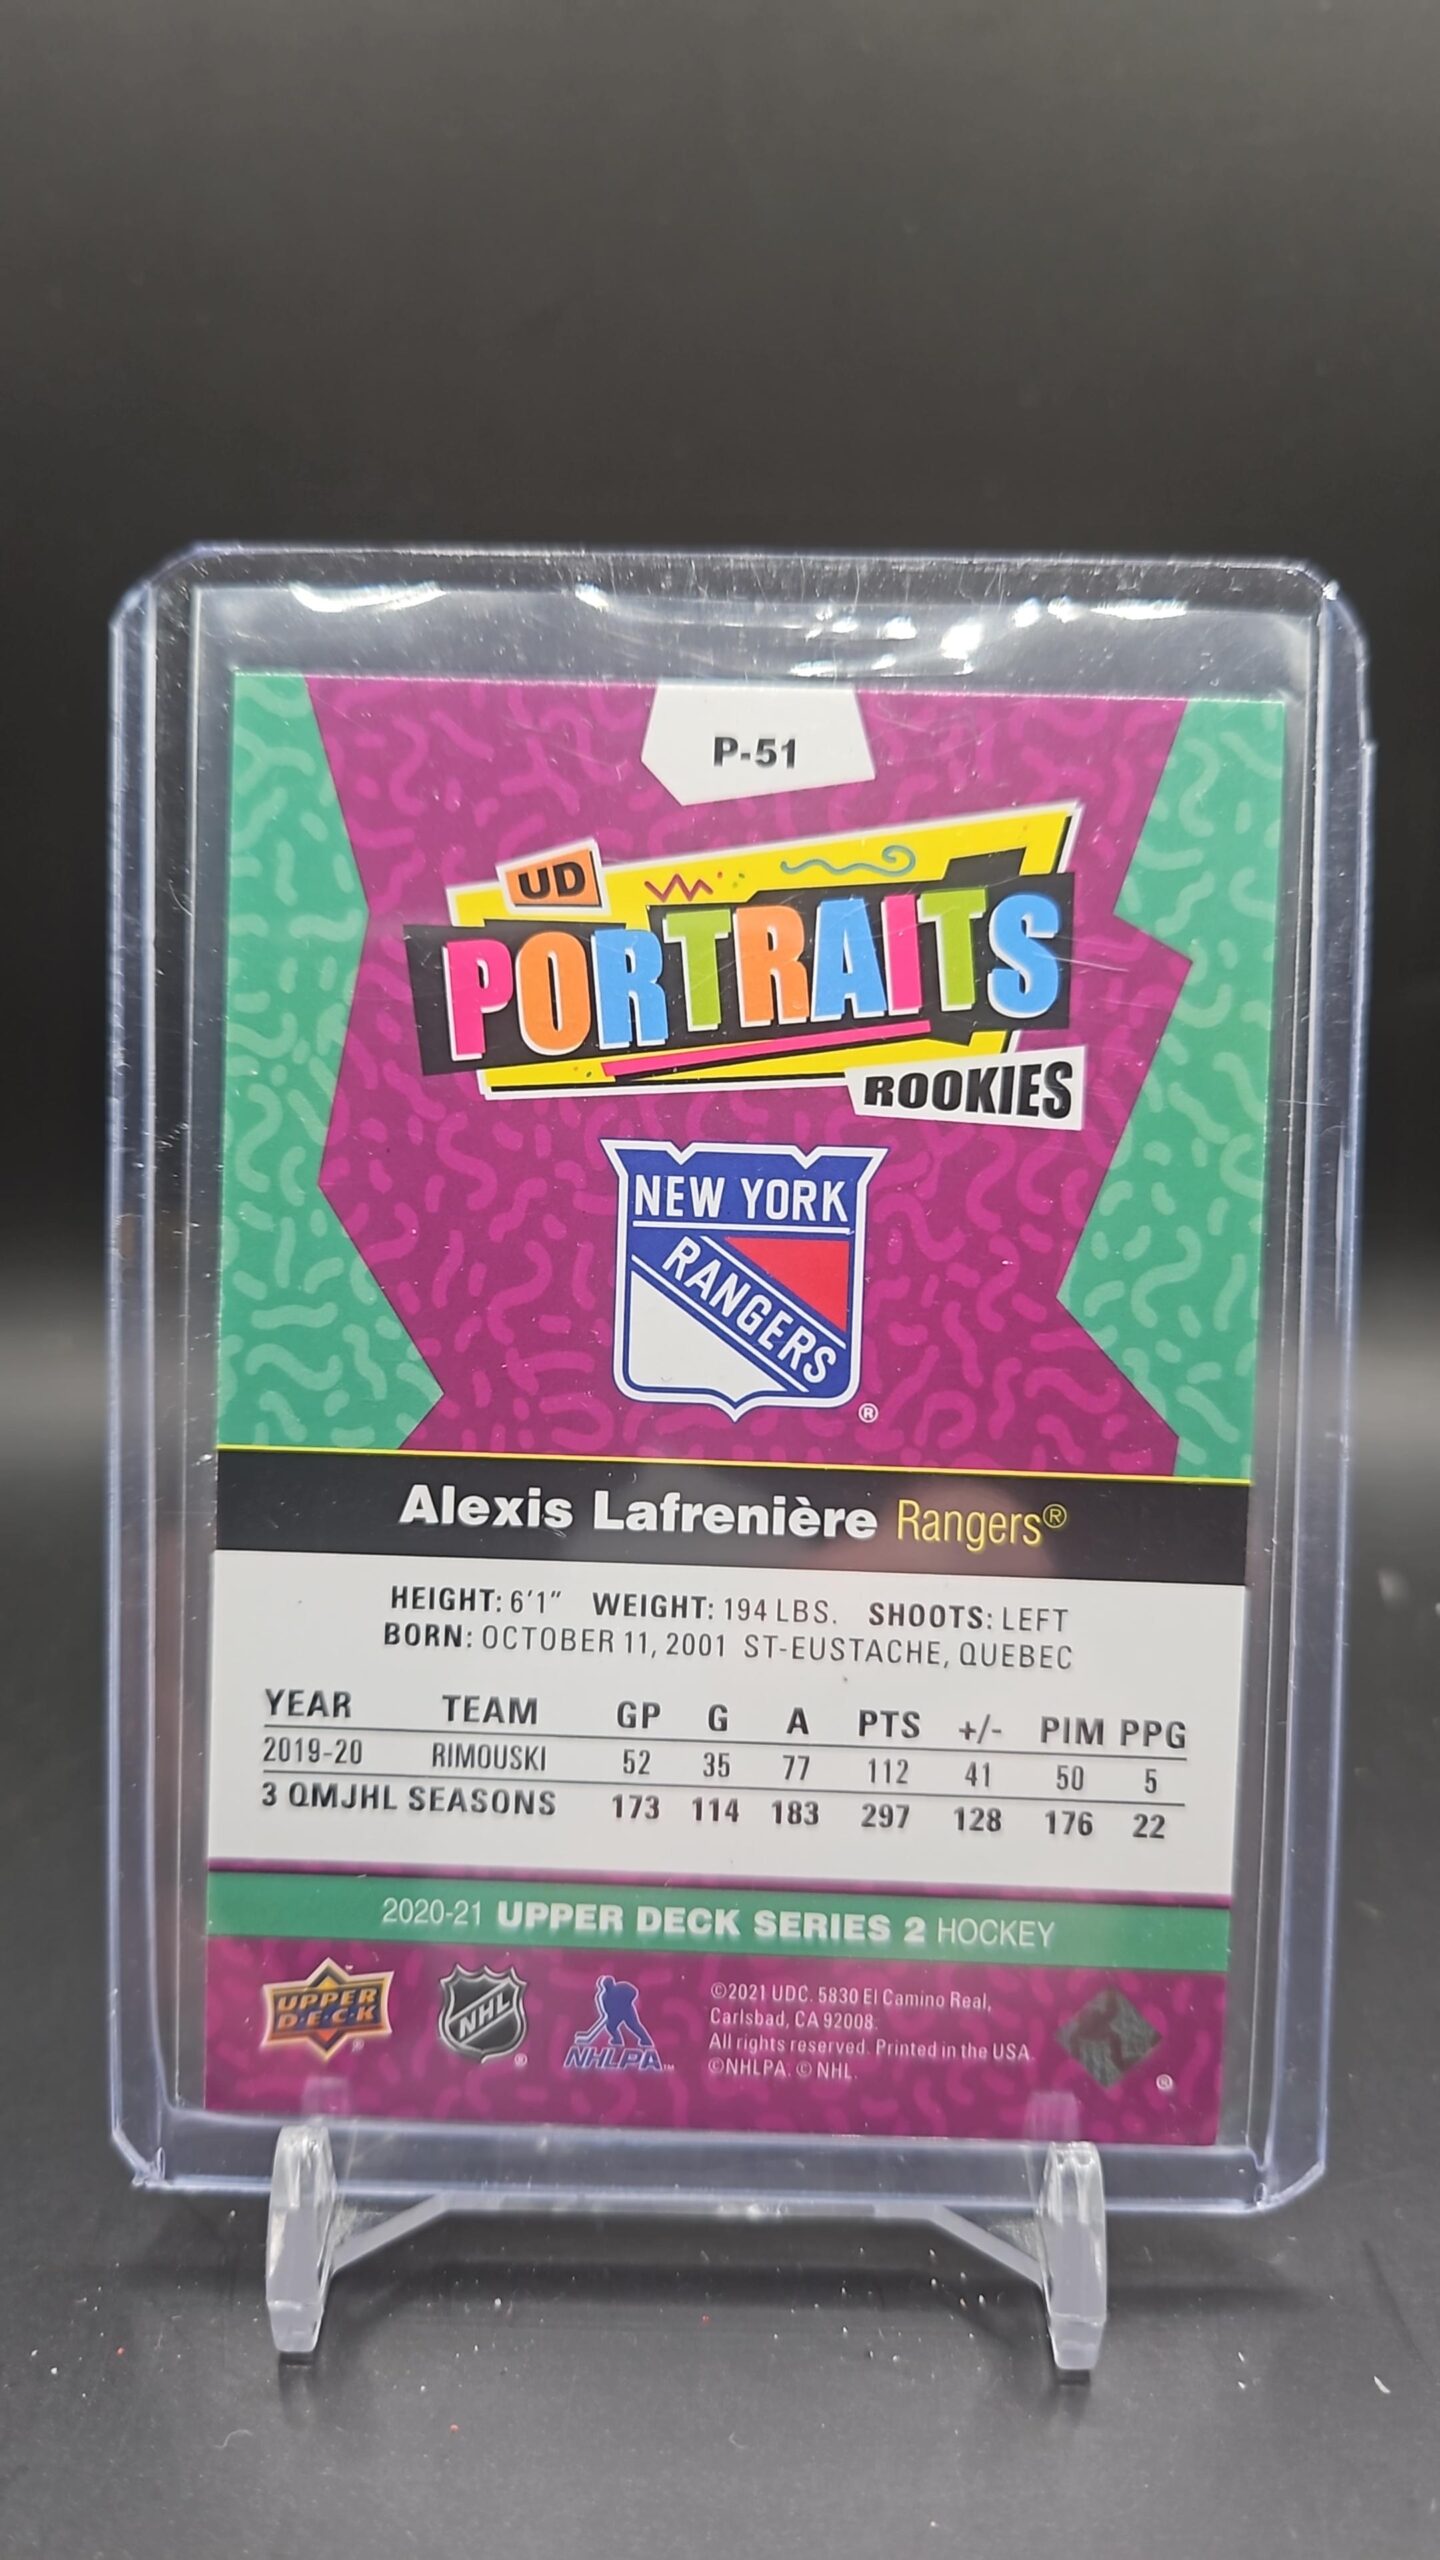 P-51
UD
PORTRAITS
ROOKIES
NEW YORK
RANGERS
®
Alexis Lafrenière Rangers®
HEIGHT: 6'1" WEIGHT: 194 LBS. SHOOTS: LEFT
BORN: OCTOBER 11, 2001 ST-EUSTACHE, QUEBEC
YEAR TEAM GP G A PTS +/- PIM PPG
2019-20 RIMOUSKI 52 35 77 112 41 50 5
3 QMJHL SEASONS 173 114 183 297 128 176 22
2020-21 UPPER DECK SERIES 2 HOCKEY
UPPER
D·E·C·K
®
NHL
®
NHLPA™
©2021 UDC. 5830 El Camino Real,
Carlsbad, CA 92008.
All rights reserved. Printed in the USA.
©NHLPA. © NHL.
®